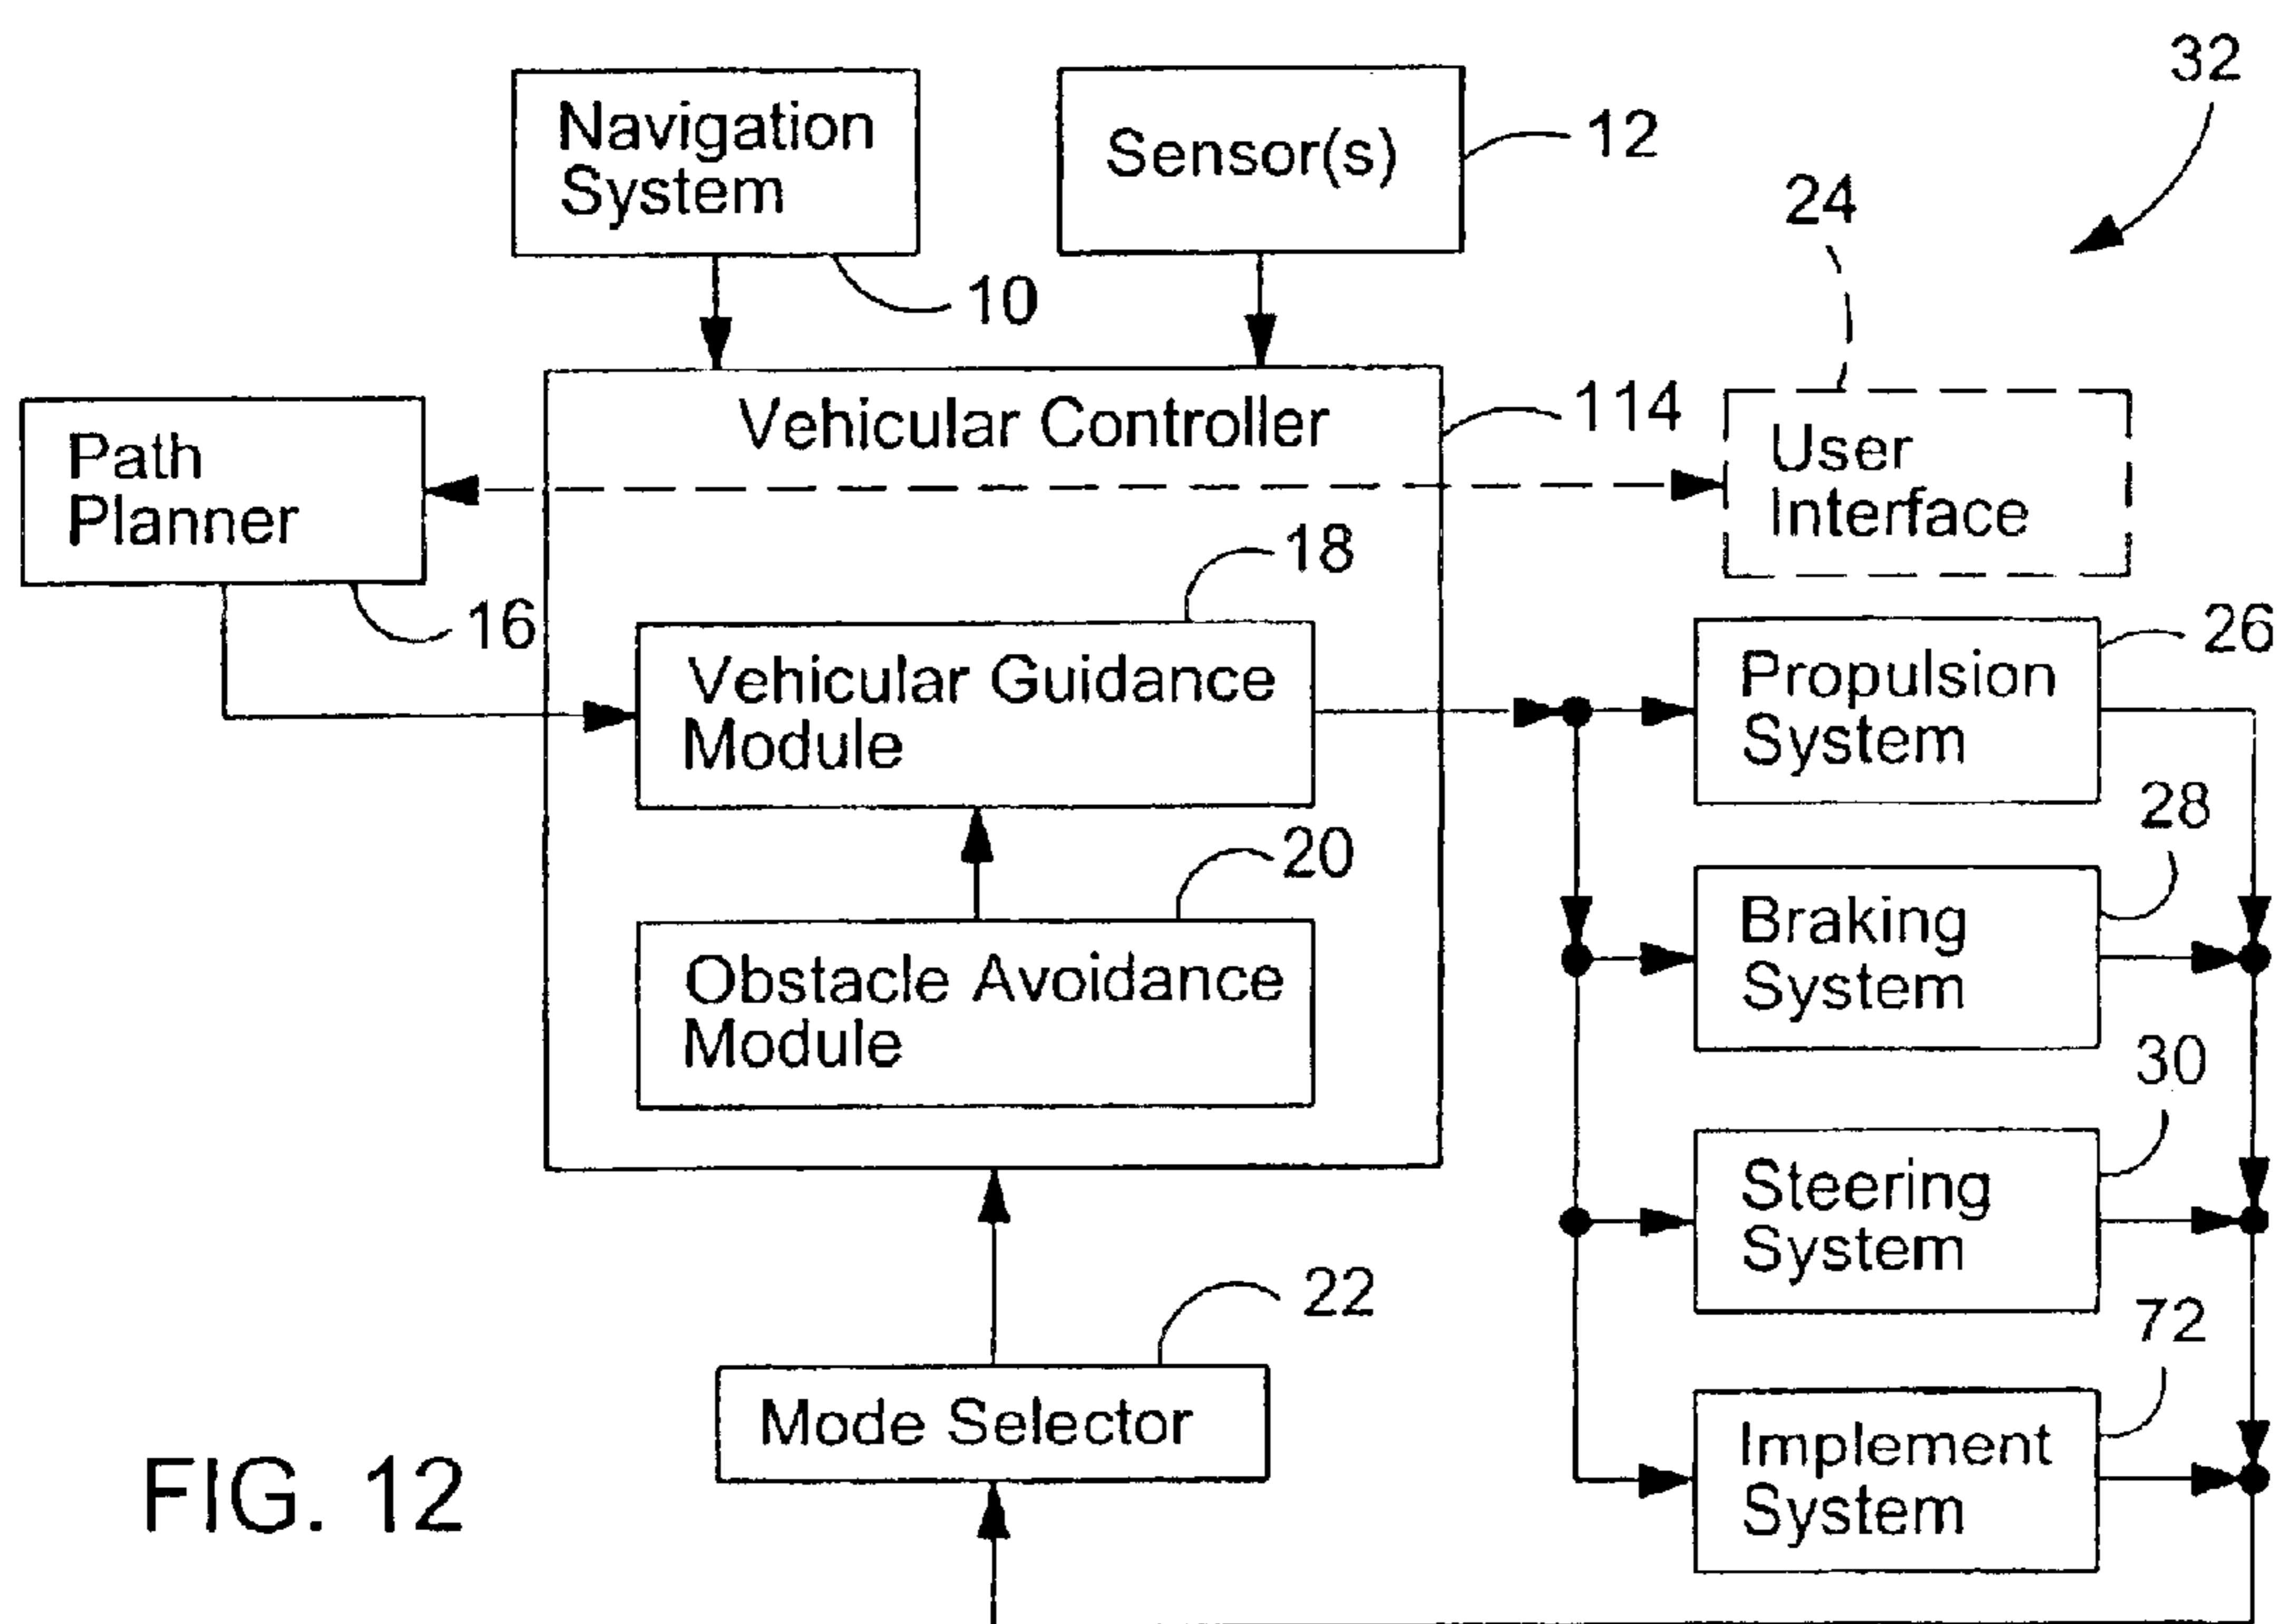 32
Navigation
System
10
Sensor(s)
12
24
Path
Planner
16
Vehicular Controller
114
User
Interface
18
Vehicular Guidance
Module
20
Obstacle Avoidance
Module
26
Propulsion
System
28
Braking
System
30
Steering
System
22
Mode Selector
72
Implement
System
FIG. 12